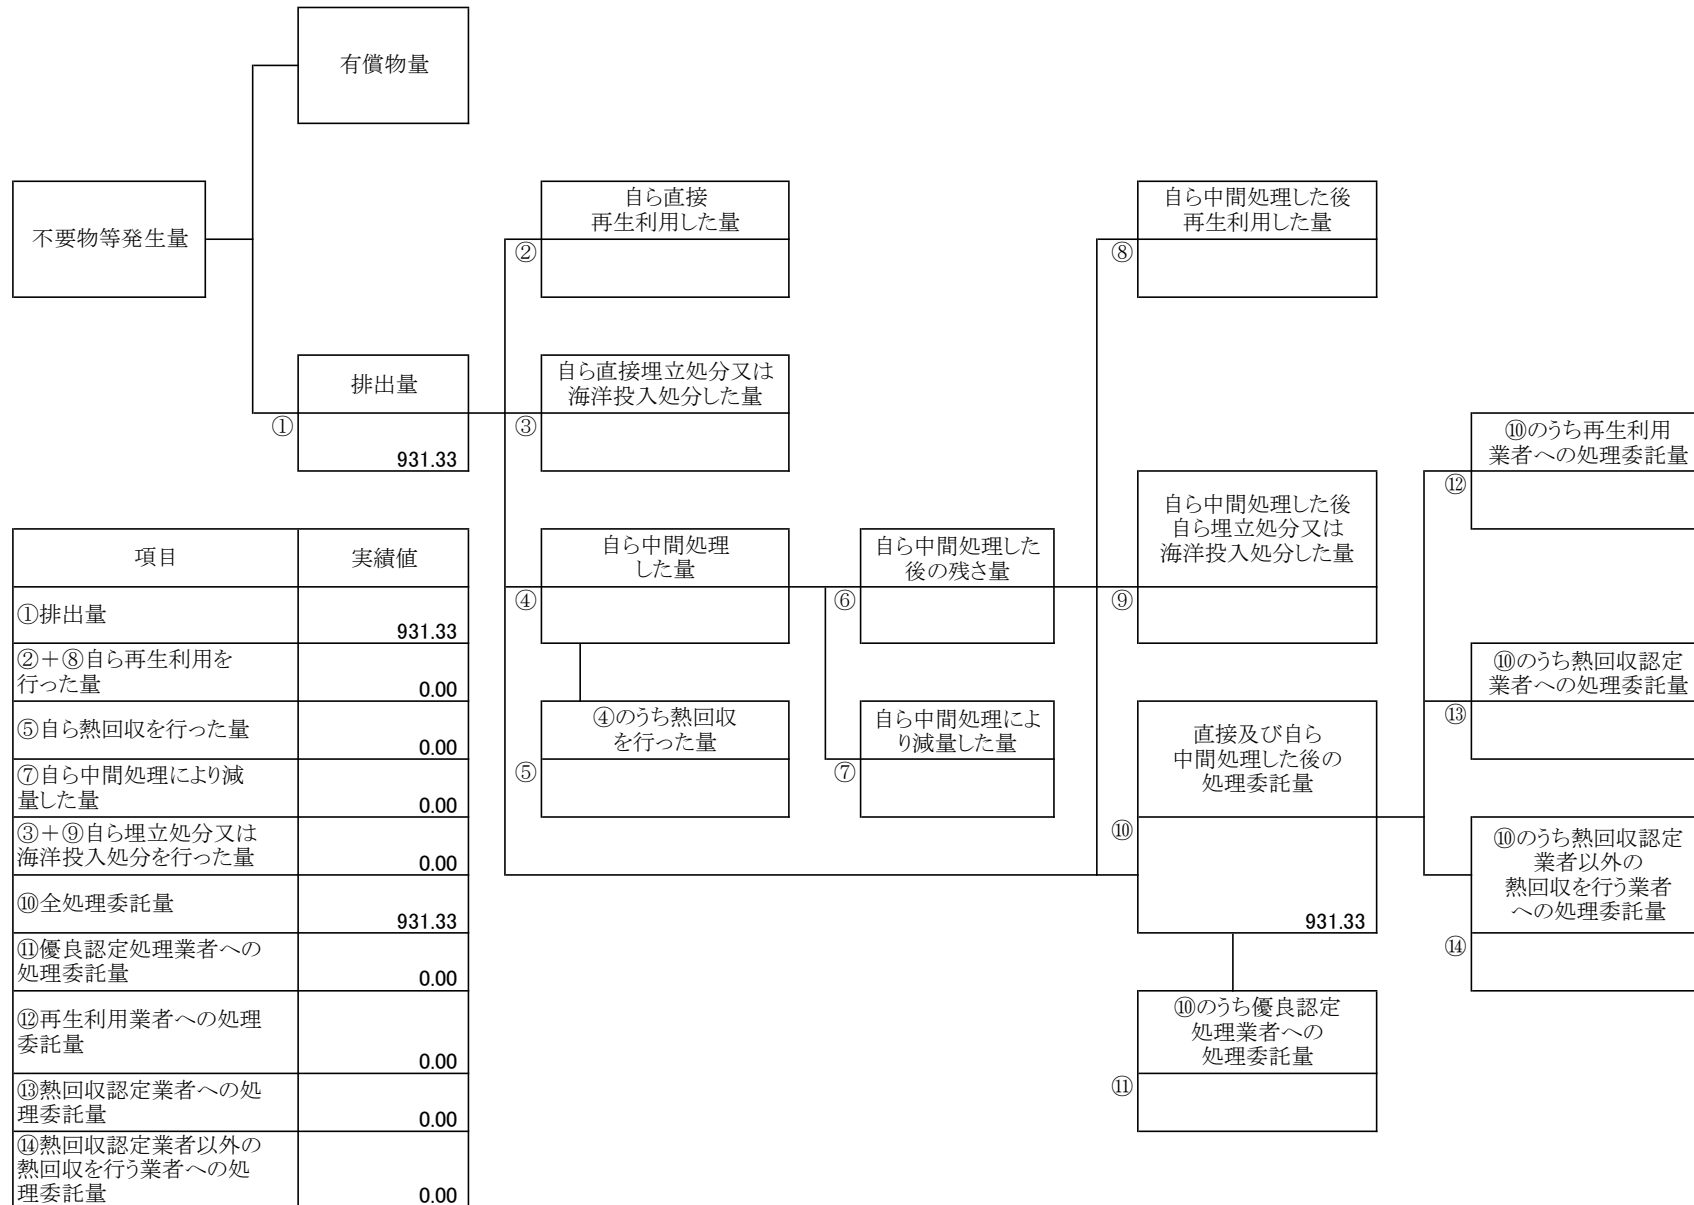 有償物量
不要物等発生量
自ら直接
再生利用した量
②
自ら中間処理した後
再生利用した量
⑧
排出量
①
931.33
自ら直接埋立処分又は
海洋投入処分した量
③
⑩のうち再生利用
業者への処理委託量
⑫
自ら中間処理した後
自ら埋立処分又は
海洋投入処分した量
⑨
自ら中間処理
した量
④
自ら中間処理した
後の残さ量
⑥
⑩のうち熱回収認定
業者への処理委託量
⑬
④のうち熱回収
を行った量
⑤
自ら中間処理によ
り減量した量
⑦
直接及び自ら
中間処理した後の
処理委託量
⑩
931.33
⑩のうち熱回収認定
業者以外の
熱回収を行う業者
への処理委託量
⑭
⑩のうち優良認定
処理業者への
処理委託量
⑪
項目 実績値
①排出量
931.33
②＋⑧自ら再生利用を
行った量
0.00
⑤自ら熱回収を行った量
0.00
⑦自ら中間処理により減
量した量
0.00
③＋⑨自ら埋立処分又は
海洋投入処分を行った量
0.00
⑩全処理委託量
931.33
⑪優良認定処理業者への
処理委託量
0.00
⑫再生利用業者への処理
委託量
0.00
⑬熱回収認定業者への処
理委託量
0.00
⑭熱回収認定業者以外の
熱回収を行う業者への処
理委託量
0.00